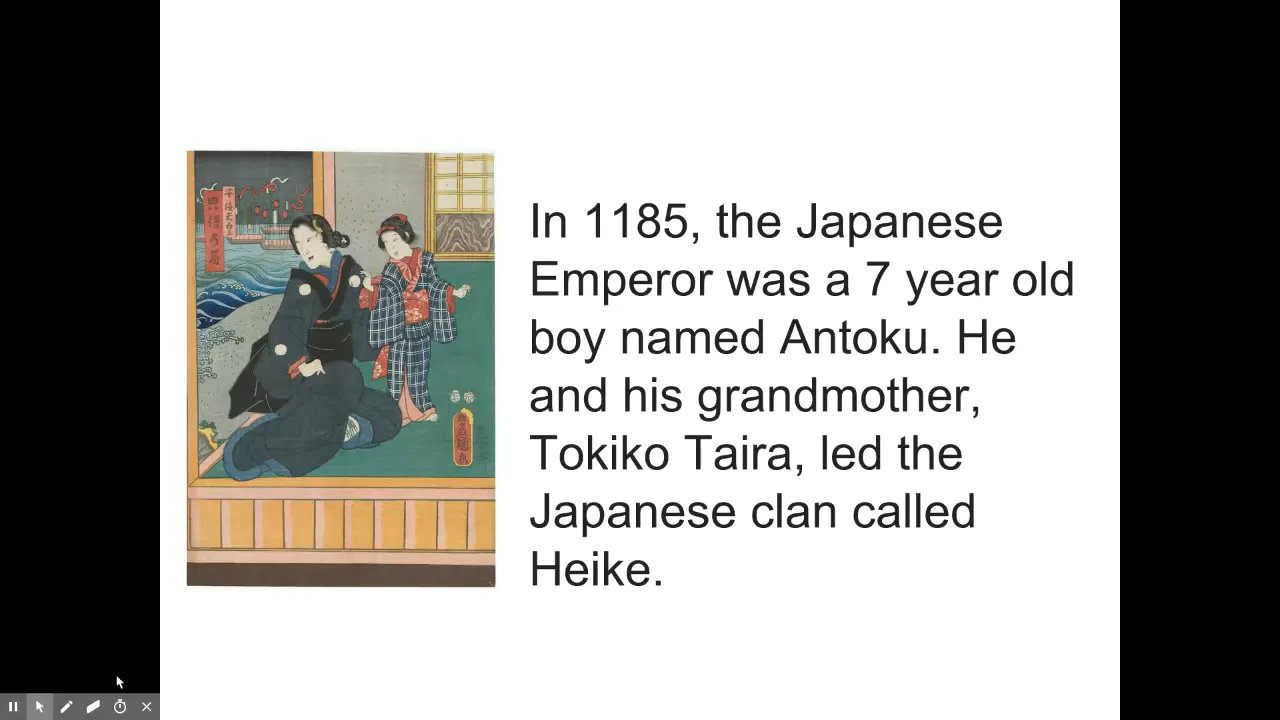 In 1185, the Japanese
Emperor was a 7 year old
boy named Antoku. He
and his grandmother,
Tokiko Taira, led the
Japanese clan called
Heike.